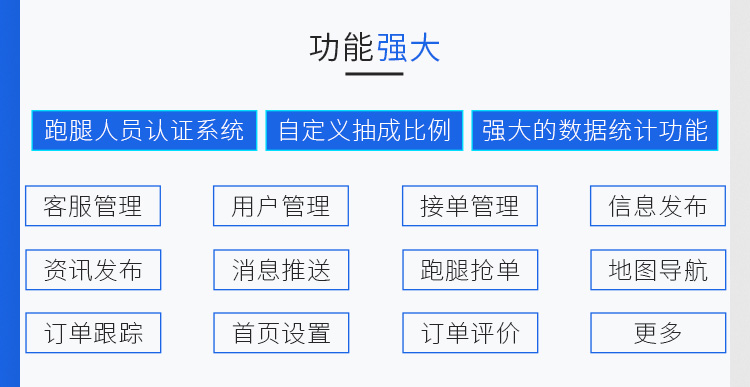 功能强大
跑腿人员认证系统 自定义抽成比例 强大的数据统计功能
客服管理 用户管理 接单管理 信息发布
资讯发布 消息推送 跑腿抢单 地图导航
订单跟踪 首页设置 订单评价 更多